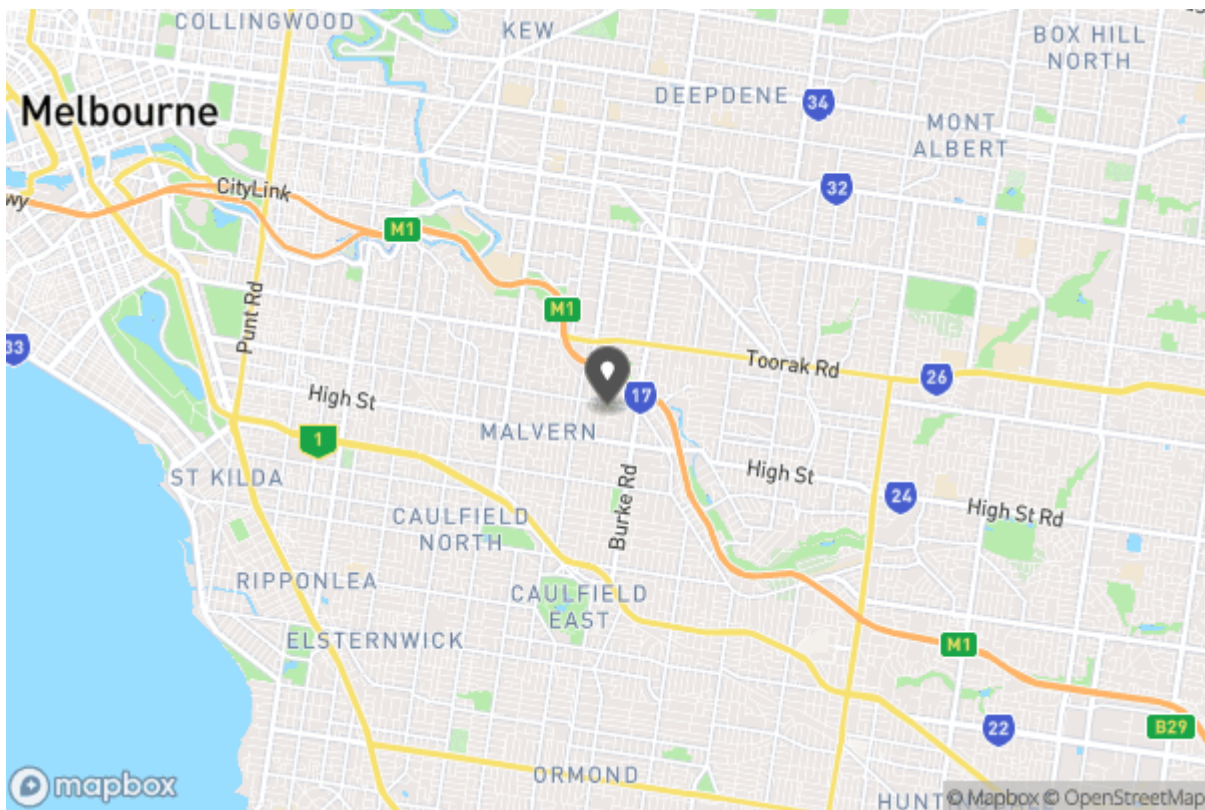 COLLINGWOOD
KEW
BOX HILL
NORTH
DEEPDENE
34
Melbourne
MONT
ALBERT
CityLink
32
wy
M1
M1
Punt Rd
33
Toorak Rd
26
17
High St
MALVERN
1
High St
ST KILDA
24
High St Rd
Burke Rd
CAULFIELD
NORTH
RIPPONLEA
CAULFIELD
EAST
ELSTERNWICK
M1
22
B29
ORMOND
mapbox
HUNT
© Mapbox © OpenStreetMap